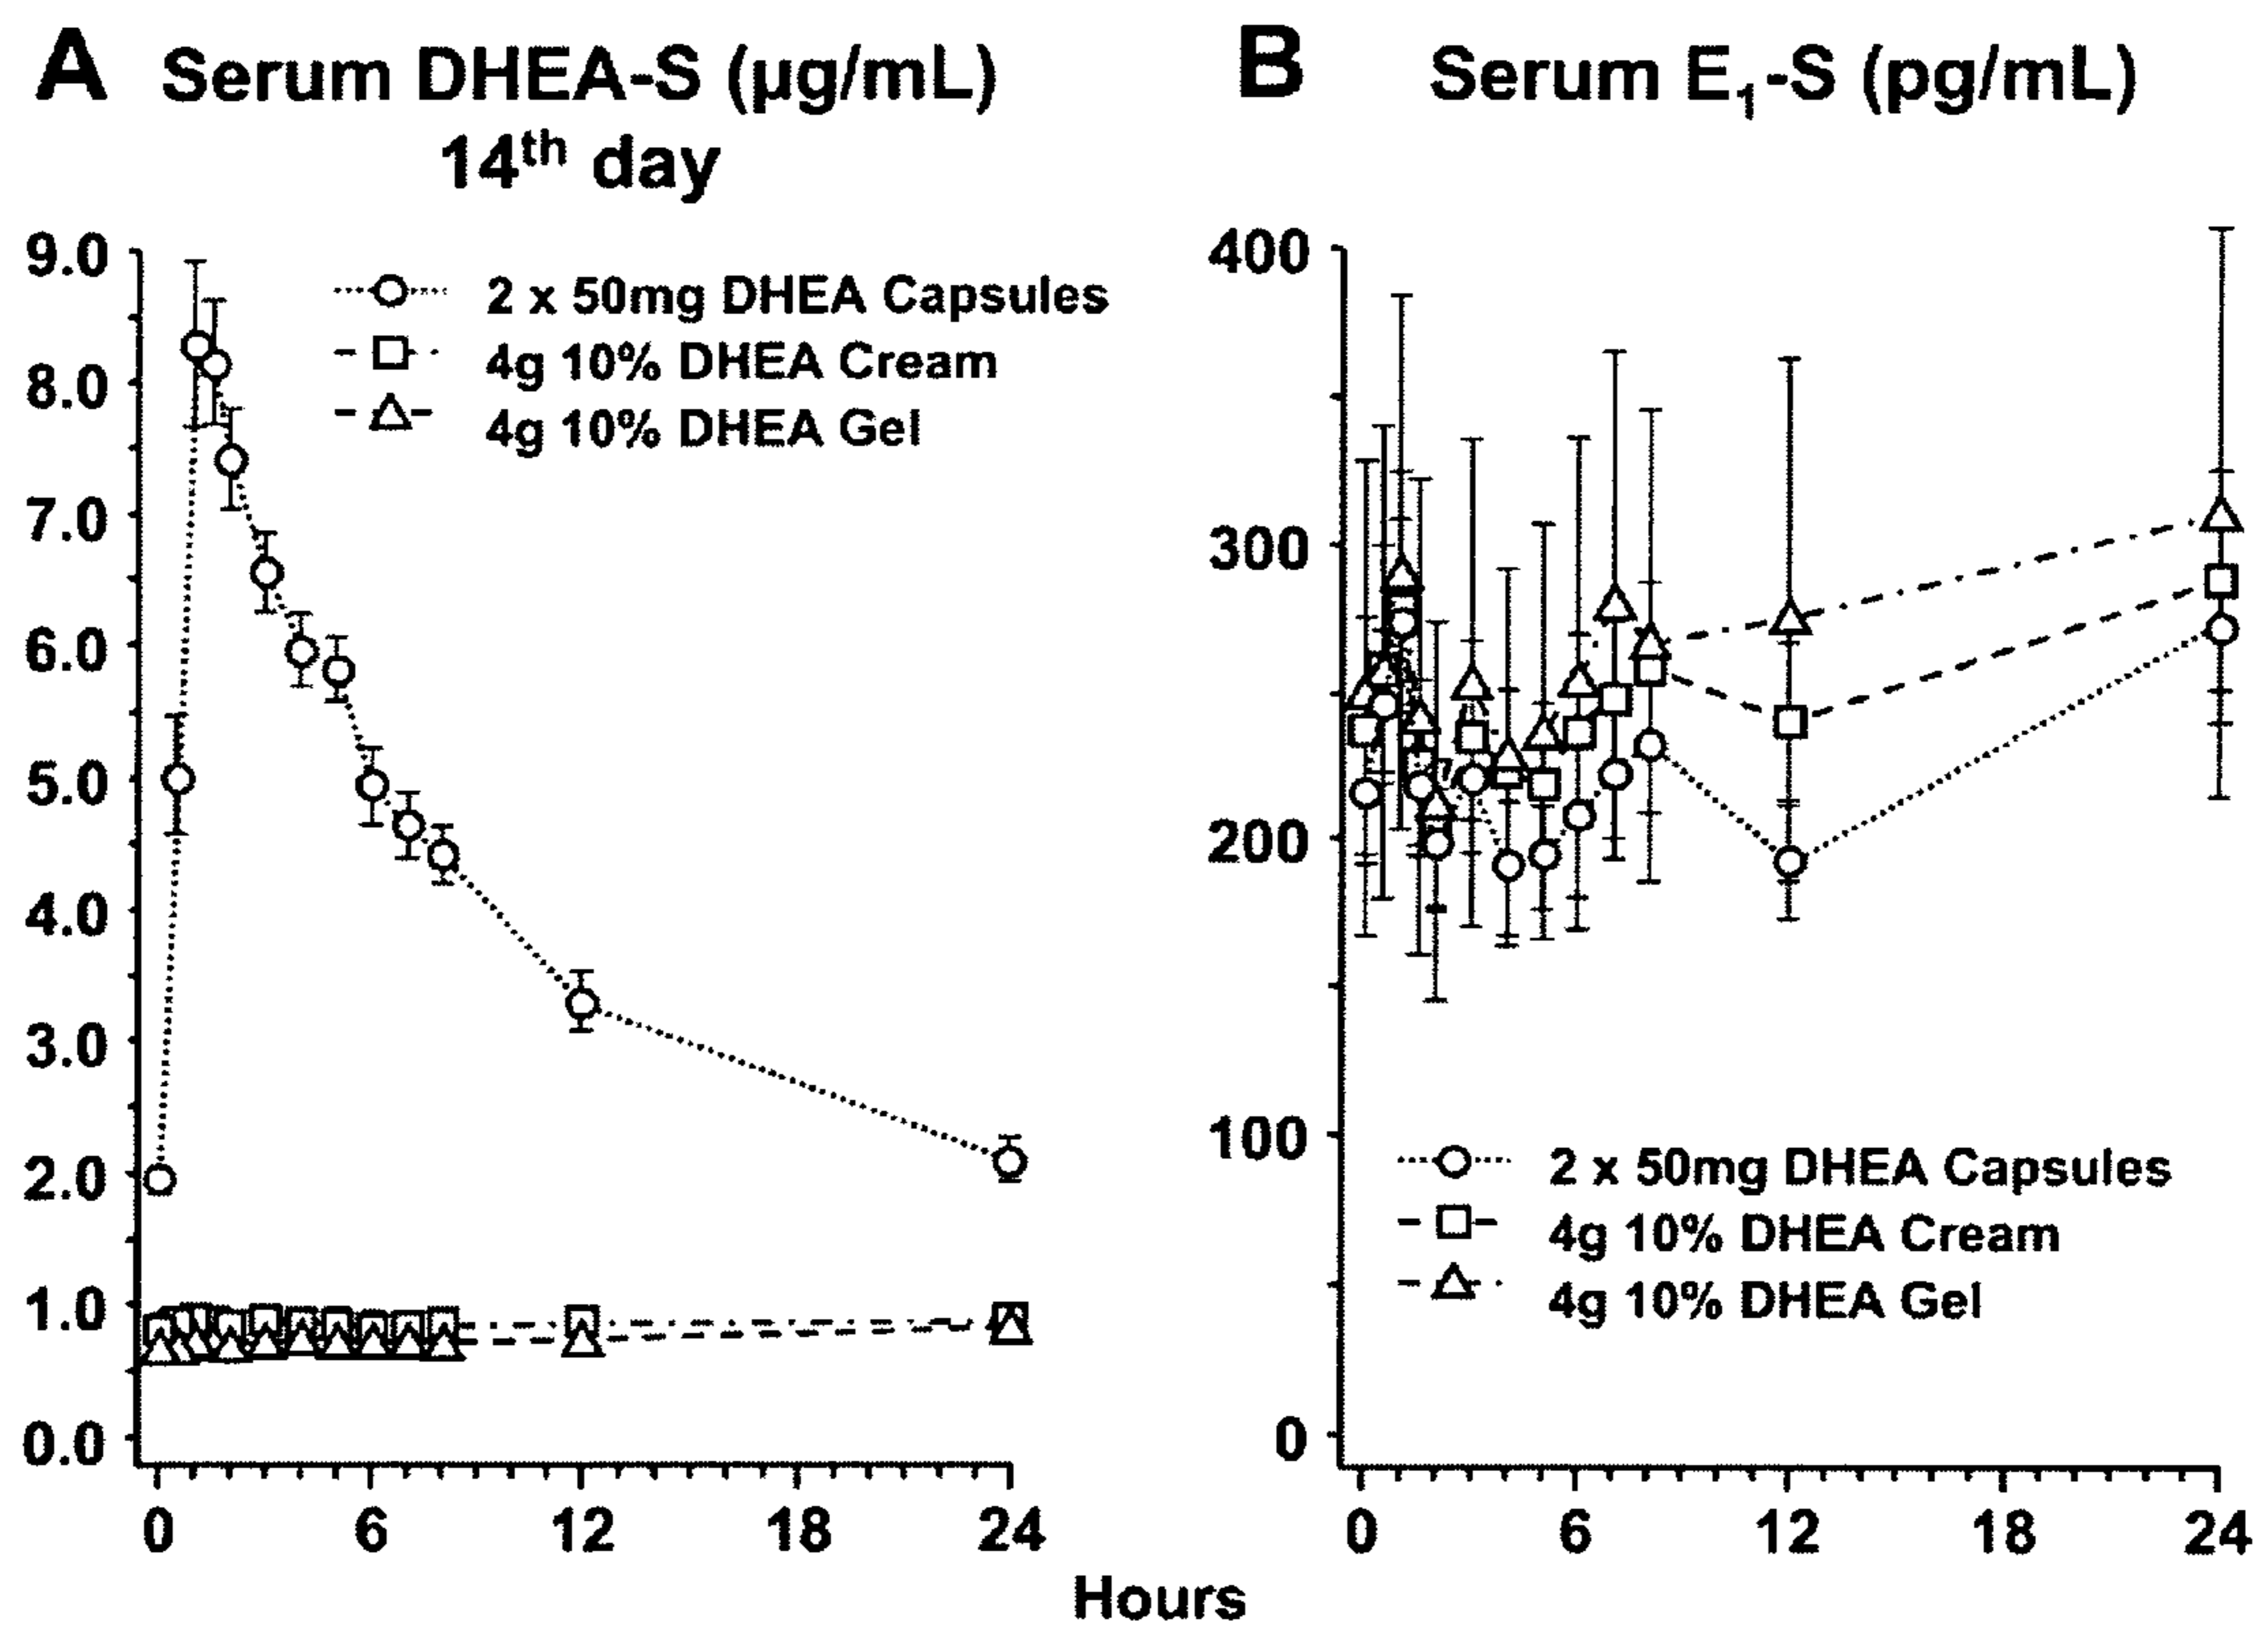 A Serum DHEA-S (µg/mL)
14th day
9.0
8.0
7.0
6.0
5.0
4.0
3.0
2.0
1.0
0.0
2 x 50mg DHEA Capsules
4g 10% DHEA Cream
4g 10% DHEA Gel
0 6 12 18 24
B Serum E1-S (pg/mL)
400
300
200
100
0
2 x 50mg DHEA Capsules
4g 10% DHEA Cream
4g 10% DHEA Gel
0 6 12 18 24
Hours